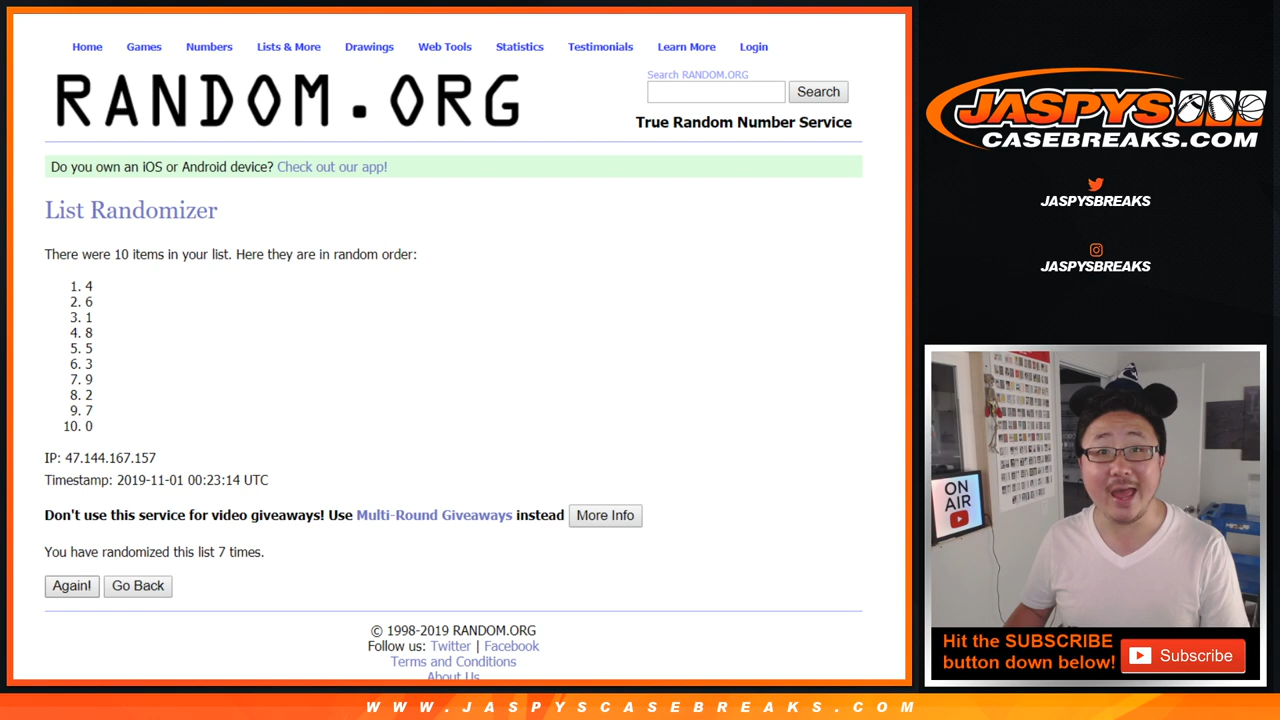 Home Games Numbers Lists & More Drawings Web Tools Statistics Testimonials Learn More Login
RANDOM.ORG
Search RANDOM.ORG
Search
True Random Number Service
Do you own an iOS or Android device? Check out our app!
List Randomizer
There were 10 items in your list. Here they are in random order:
1. 4
2. 6
3. 1
4. 8
5. 5
6. 3
7. 9
8. 2
9. 7
10. 0
IP: 47.144.167.157
Timestamp: 2019-11-01 00:23:14 UTC
Don't use this service for video giveaways! Use Multi-Round Giveaways instead More Info
You have randomized this list 7 times.
Again! Go Back
© 1998-2019 RANDOM.ORG
Follow us: Twitter | Facebook
Terms and Conditions
About Us
JASPYS
CASEBREAKS.COM
JASPYSBREAKS
JASPYSBREAKS
ON
AIR
Hit the SUBSCRIBE
button down below!
Subscribe
WWW.JASPYSCASEBREAKS.COM